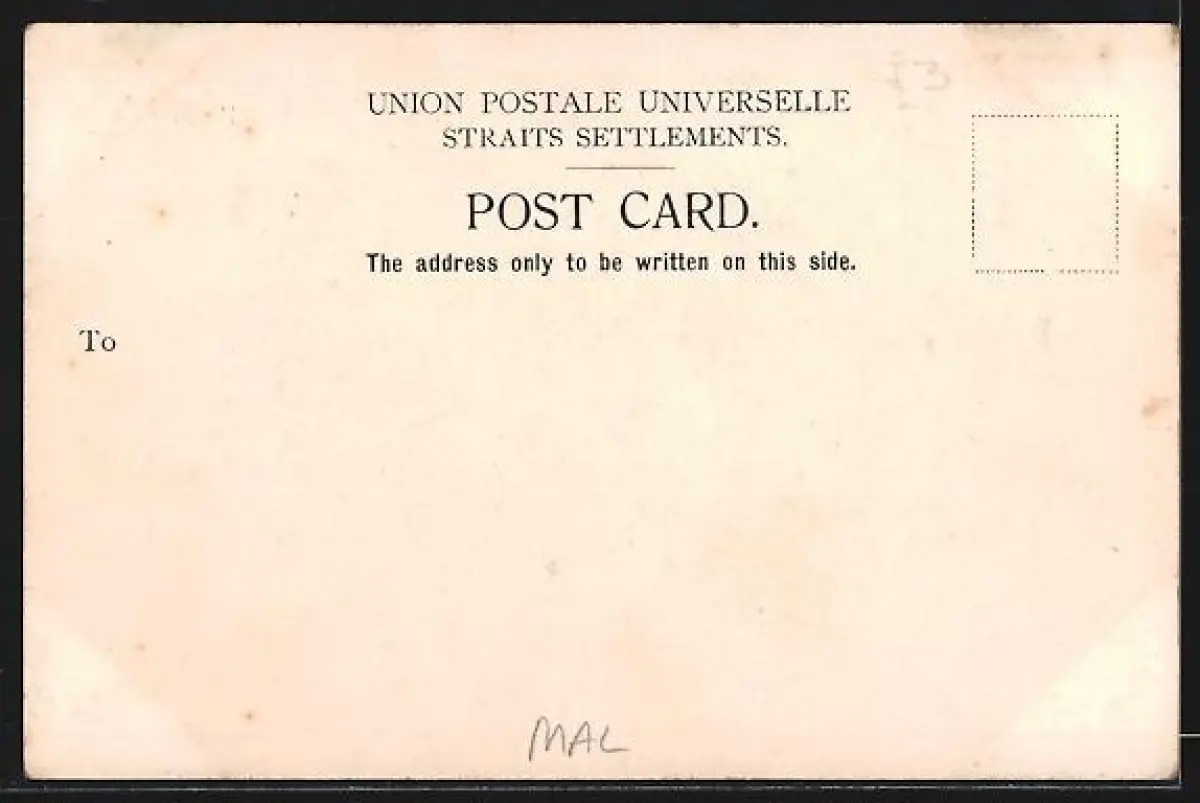 UNION POSTALE UNIVERSELLE
STRAITS SETTLEMENTS.
POST CARD.
The address only to be written on this side.
To
MAL